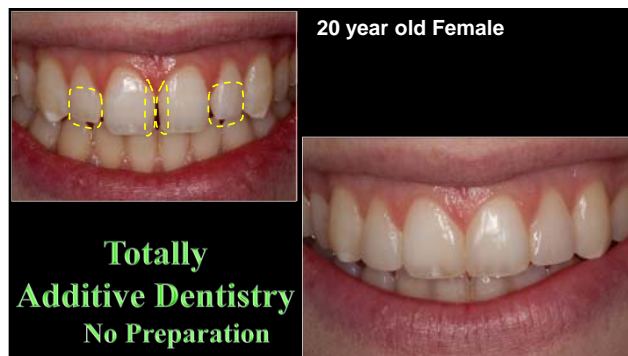 20 year old Female
Totally
Additive Dentistry
No Preparation